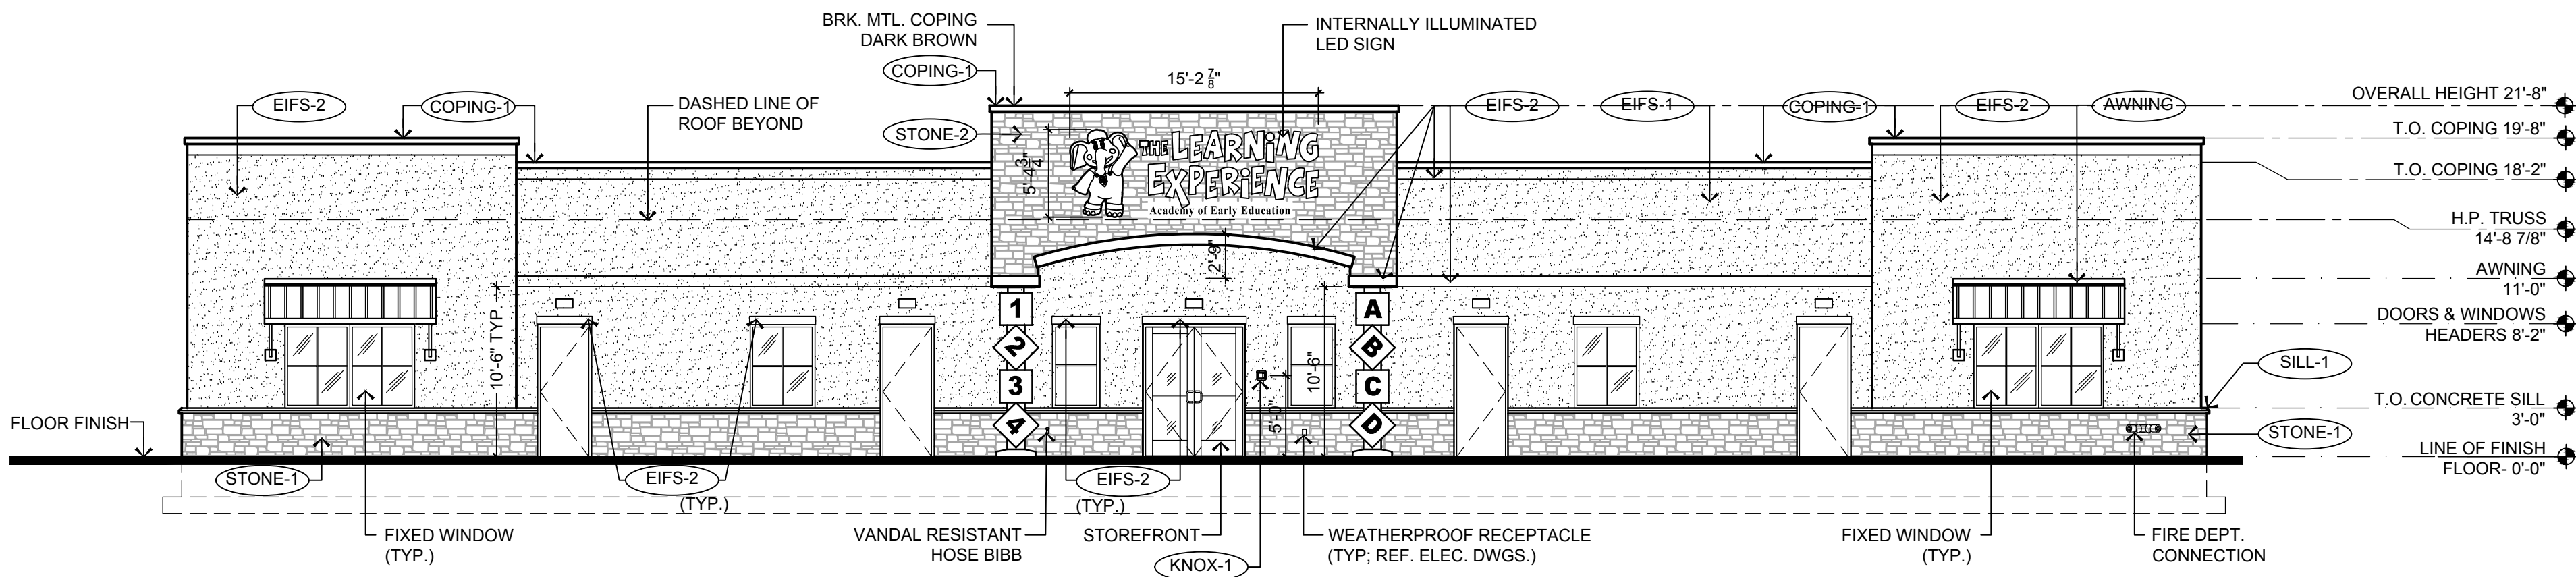 BRK. MTL. COPING
DARK BROWN
COPING-1
INTERNALLY ILLUMINATED
LED SIGN
15'-2 7/8"
EIFS-2
COPING-1
DASHED LINE OF
ROOF BEYOND
STONE-2
5'-4 3/4"
THE LEARNING
EXPERIENCE
Academy of Early Education
EIFS-2
EIFS-1
COPING-1
EIFS-2
AWNING
OVERALL HEIGHT 21'-8"
T.O. COPING 19'-8"
T.O. COPING 18'-2"
H.P. TRUSS
14'-8 7/8"
AWNING
11'-0"
DOORS & WINDOWS
HEADERS 8'-2"
SILL-1
T.O. CONCRETE SILL
3'-0"
STONE-1
LINE OF FINISH
FLOOR- 0'-0"
2'-9"
10'-6" TYP.
1
2
3
4
A
B
C
D
10'-6"
5'-0"
FLOOR FINISH
STONE-1
EIFS-2
(TYP.)
EIFS-2
(TYP.)
FIXED WINDOW
(TYP.)
VANDAL RESISTANT
HOSE BIBB
STOREFRONT
KNOX-1
WEATHERPROOF RECEPTACLE
(TYP; REF. ELEC. DWGS.)
FIXED WINDOW
(TYP.)
FIRE DEPT.
CONNECTION